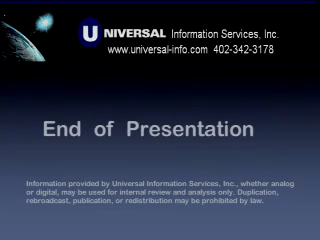 UNIVERSAL Information Services, Inc.
www.universal-info.com 402-342-3178
End of Presentation
Information provided by Universal Information Services, Inc., whether analog
or digital, may be used for internal review and analysis only. Duplication,
rebroadcast, publication, or redistribution may be prohibited by law.